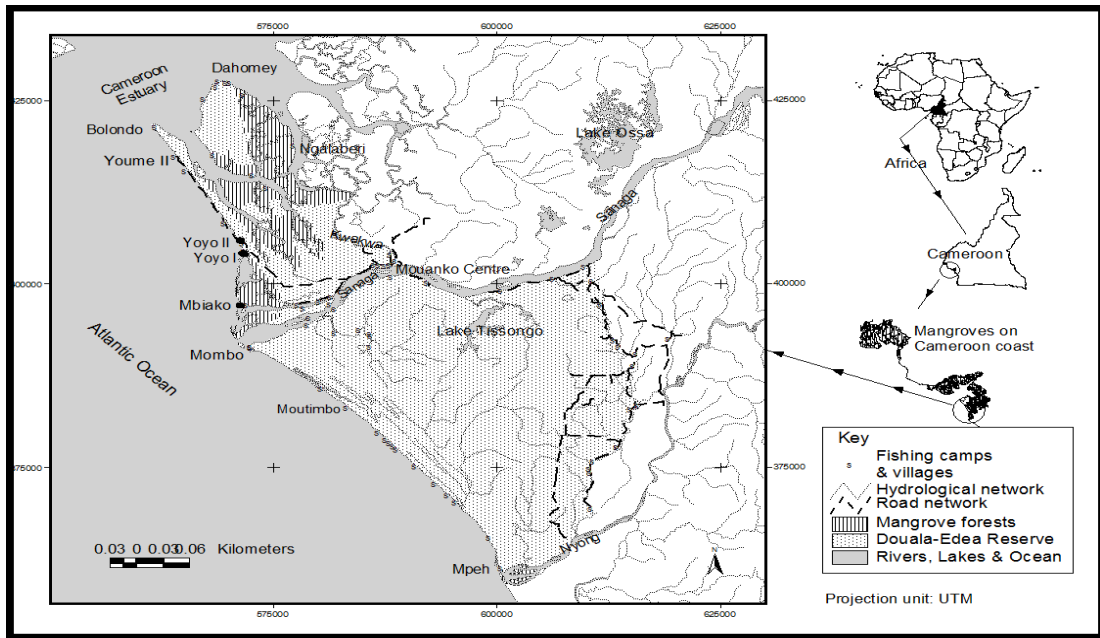 575000
600000
625000
Cameroon
Estuary
Dahomey
425000
425000
Bolondo
Lake Ossa
Ngalaberi
Youme II
Africa
Sanaga
Kwakwa
Yoyo II
Yoyo I
Mouanko Centre
Cameroon
400000
400000
Sanaga
Mbiako
Lake Tissongo
Mangroves on
Cameroon coast
Atlantic Ocean
Mombo
Moutimbo
Key
Fishing camps
& villages
375000
375000
Hydrological network
Road network
Mangrove forests
Douala-Edea Reserve
Rivers, Lakes & Ocean
0.03 0 0.03 0.06 Kilometers
Nyong
Mpeh
N
Projection unit: UTM
575000
600000
625000